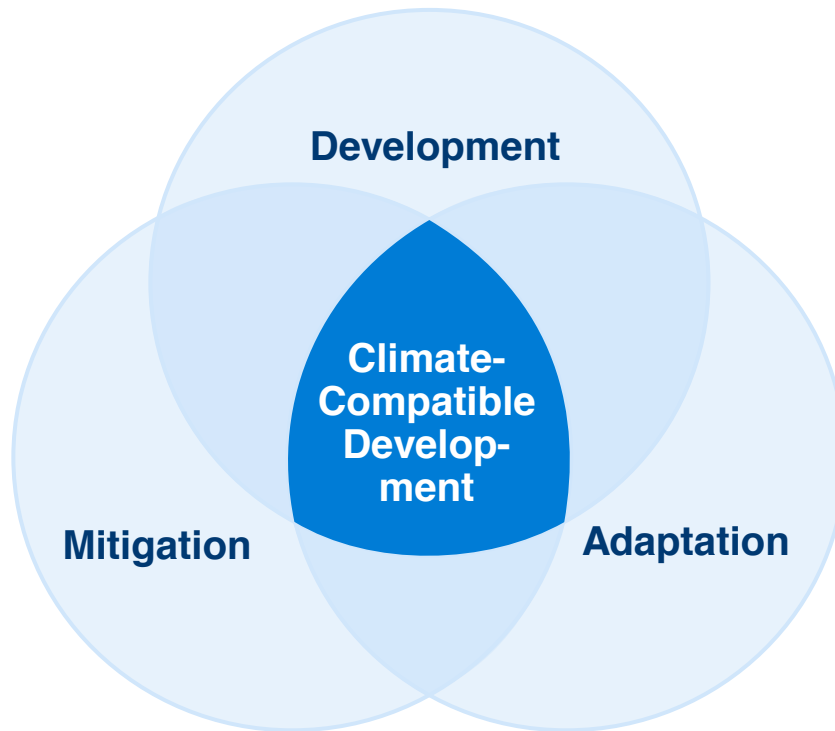 Development
Climate-
Compatible
Develop-
ment
Mitigation
Adaptation